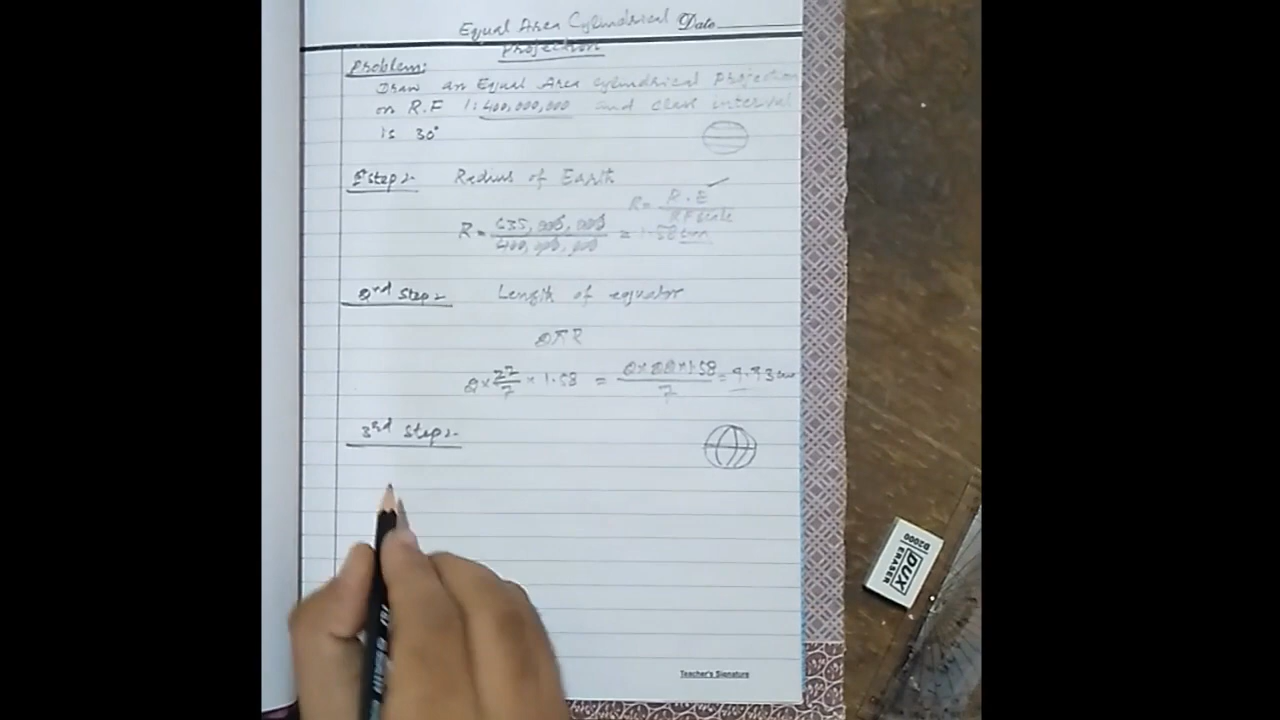 Equal Area Cylindrical Date
Projection
Problem:
Draw an Equal Area Cylindrical Projection
on R.F 1:400,000,000 and class interval
is 30°
1st Step:- Radius of Earth
R = R.E / RF scale
R = 635,000,000 / 400,000,000 = 1.58 cm
2rd Step:- Length of equator
2πR
2 × 22/7 × 1.58 = 2×22×1.58 / 7 = 9.93 cm
3rd Step:-
D2000
DUX
ERASER
Teacher's Signature